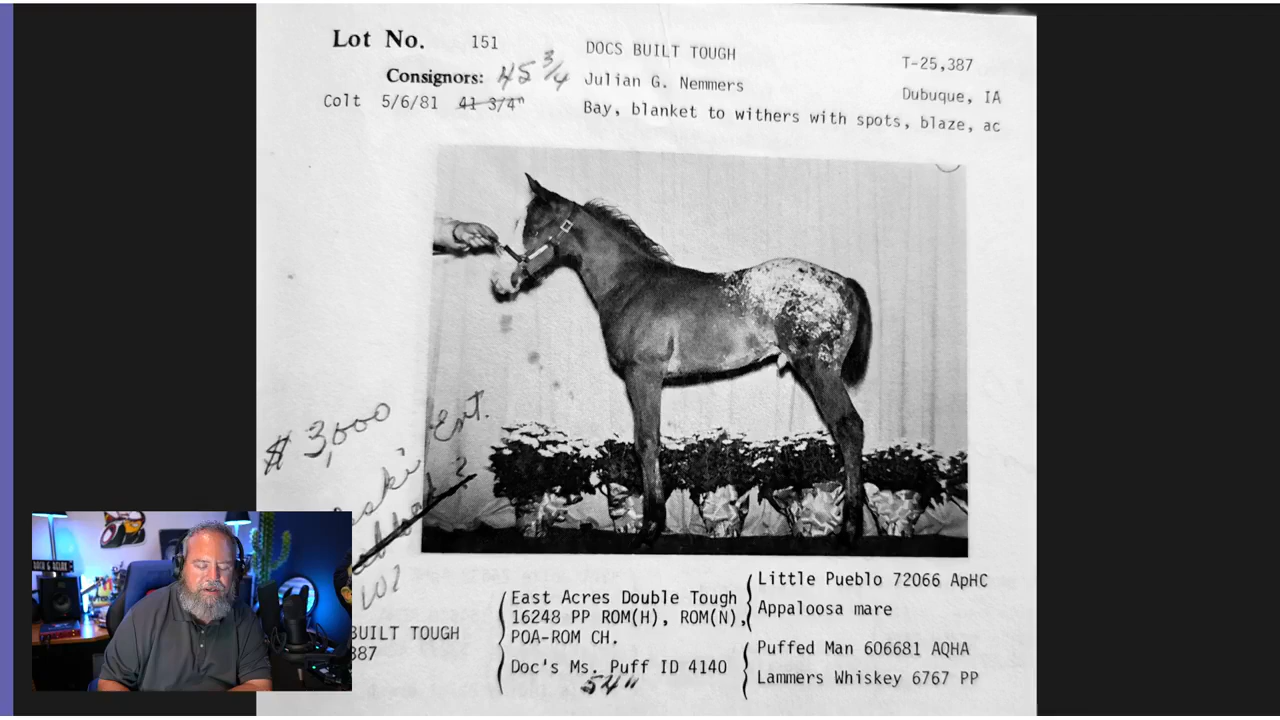 Lot No. 151 DOCS BUILT TOUGH T-25,387
Consignors: 45 3/4 Julian G. Nemmers Dubuque, IA
Colt 5/6/81 41 3/4" Bay, blanket to withers with spots, blaze, ac
$ 3,000
Ent.
ROCK & RELAX
BUILT TOUGH
387
East Acres Double Tough
16248 PP ROM(H), ROM(N),
POA-ROM CH.
Doc's Ms. Puff ID 4140
54"
Little Pueblo 72066 ApHC
Appaloosa mare
Puffed Man 606681 AQHA
Lammers Whiskey 6767 PP